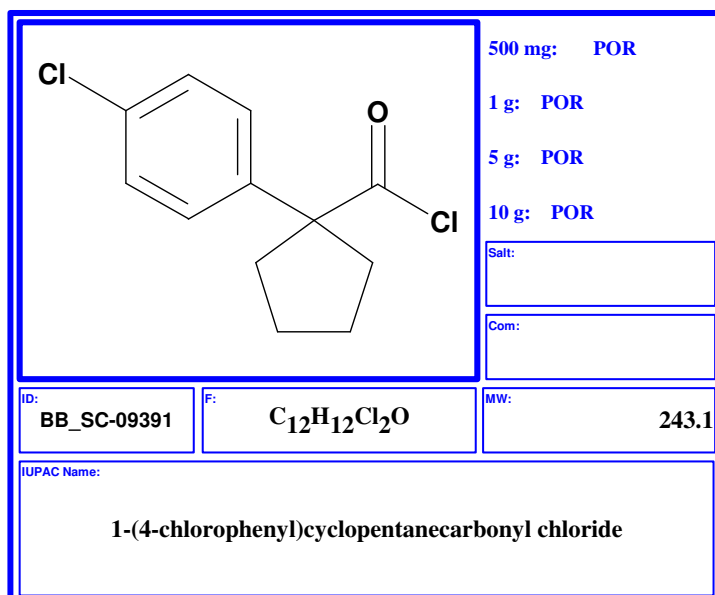 Cl
O
Cl
500 mg: POR
1 g: POR
5 g: POR
10 g: POR
Salt:
Com:
ID:
BB_SC-09391
F:
C12H12Cl2O
MW:
243.1
IUPAC Name:
1-(4-chlorophenyl)cyclopentanecarbonyl chloride